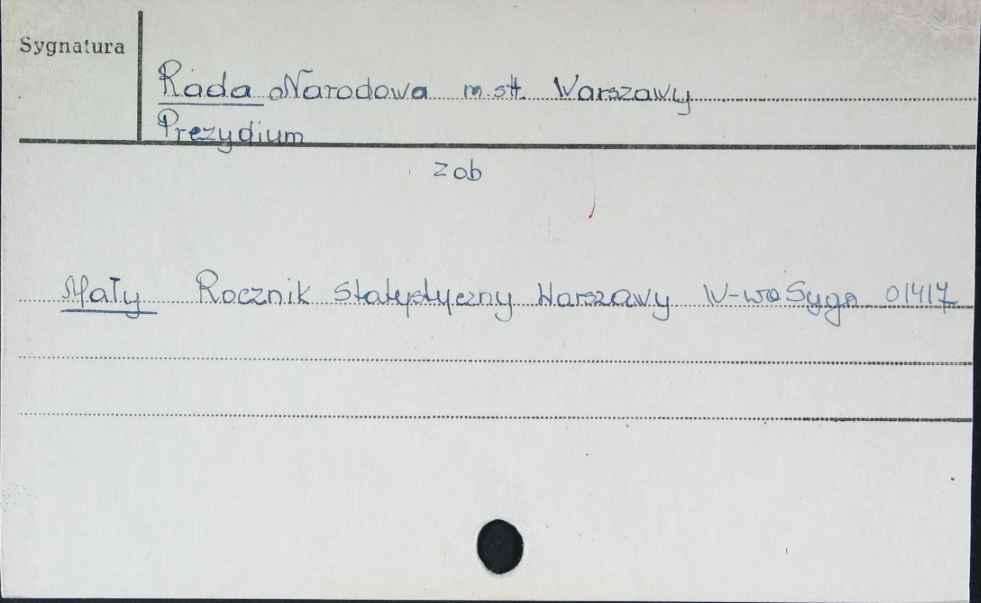 Sygnatura
Rada Narodowa m.st. Warszawy
Prezydium
zob
Mały Rocznik Statystyczny Warszawy W-wa Sygn 01417